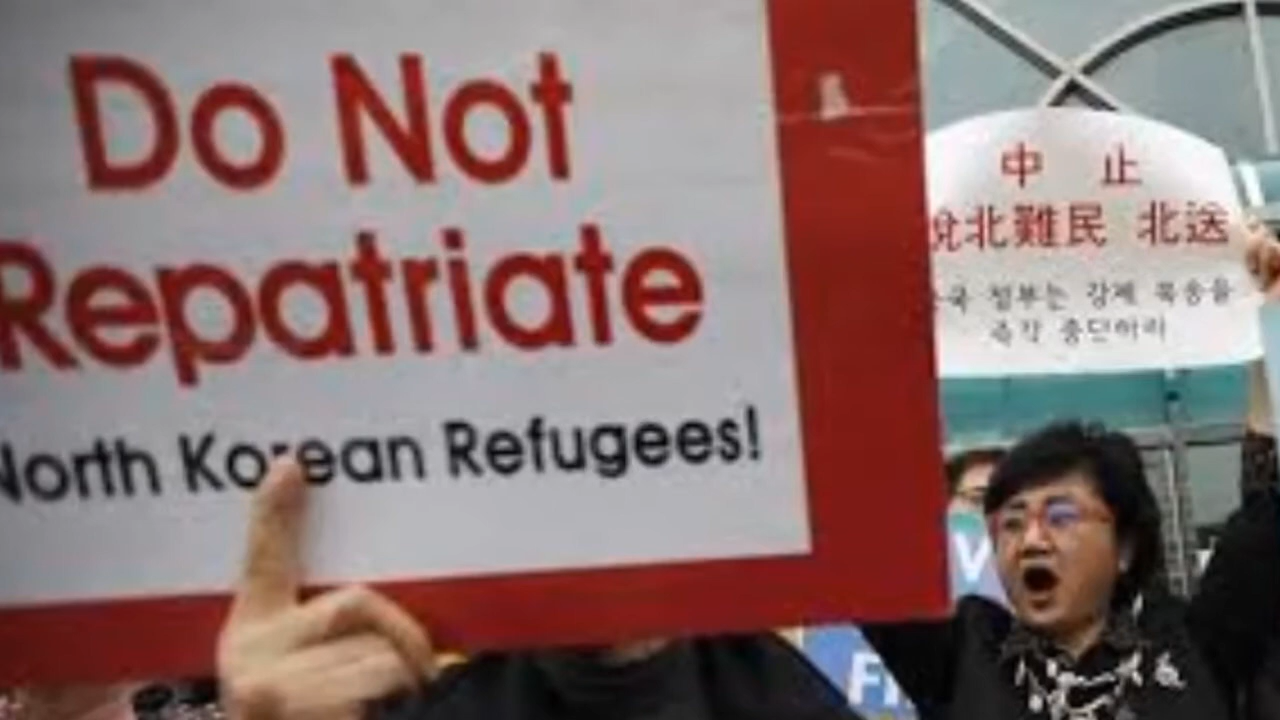 Do Not
Repatriate
North Korean Refugees!
中 止
脫北難民 北送
국 정부는 강제 북송을
즉각 중단하라
V
F